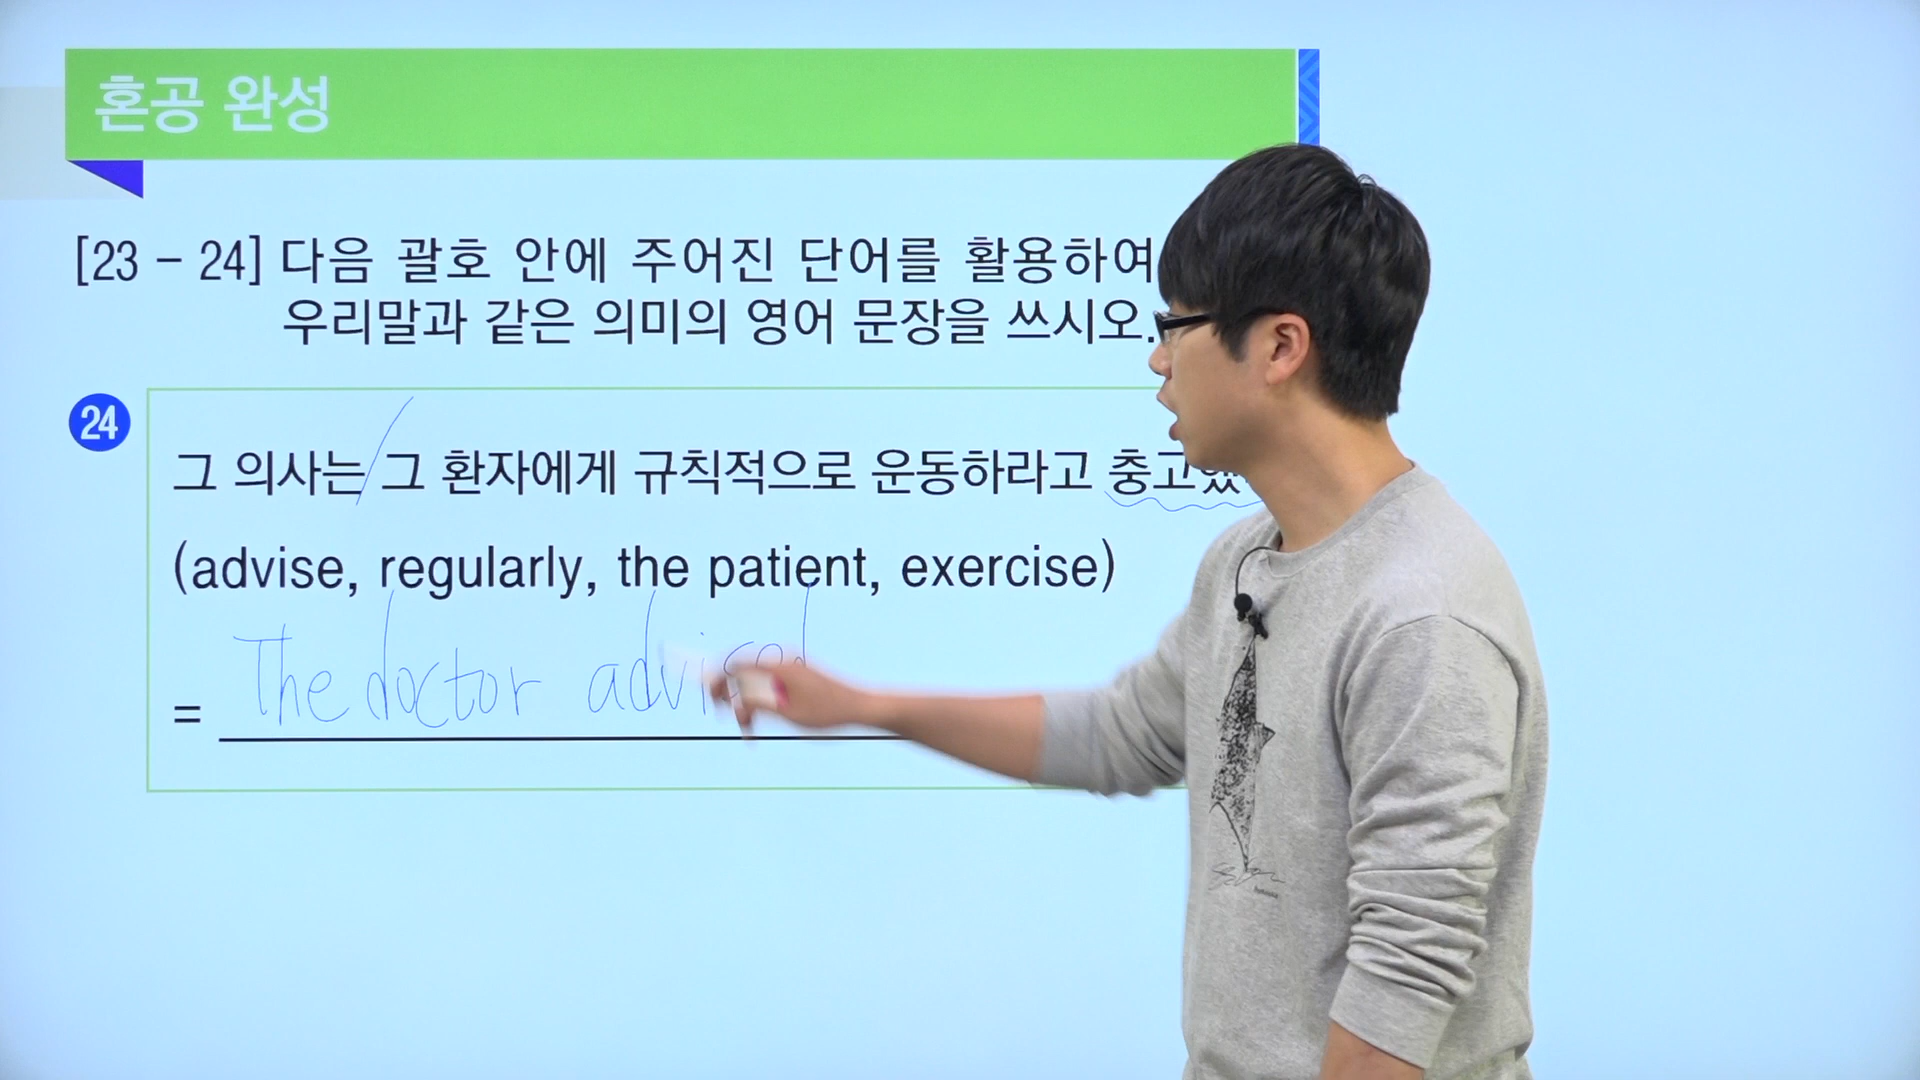 혼공 완성
[23 – 24] 다음 괄호 안에 주어진 단어를 활용하여
우리말과 같은 의미의 영어 문장을 쓰시오.
24
그 의사는 그 환자에게 규칙적으로 운동하라고 충고했
(advise, regularly, the patient, exercise)
= The doctor advised